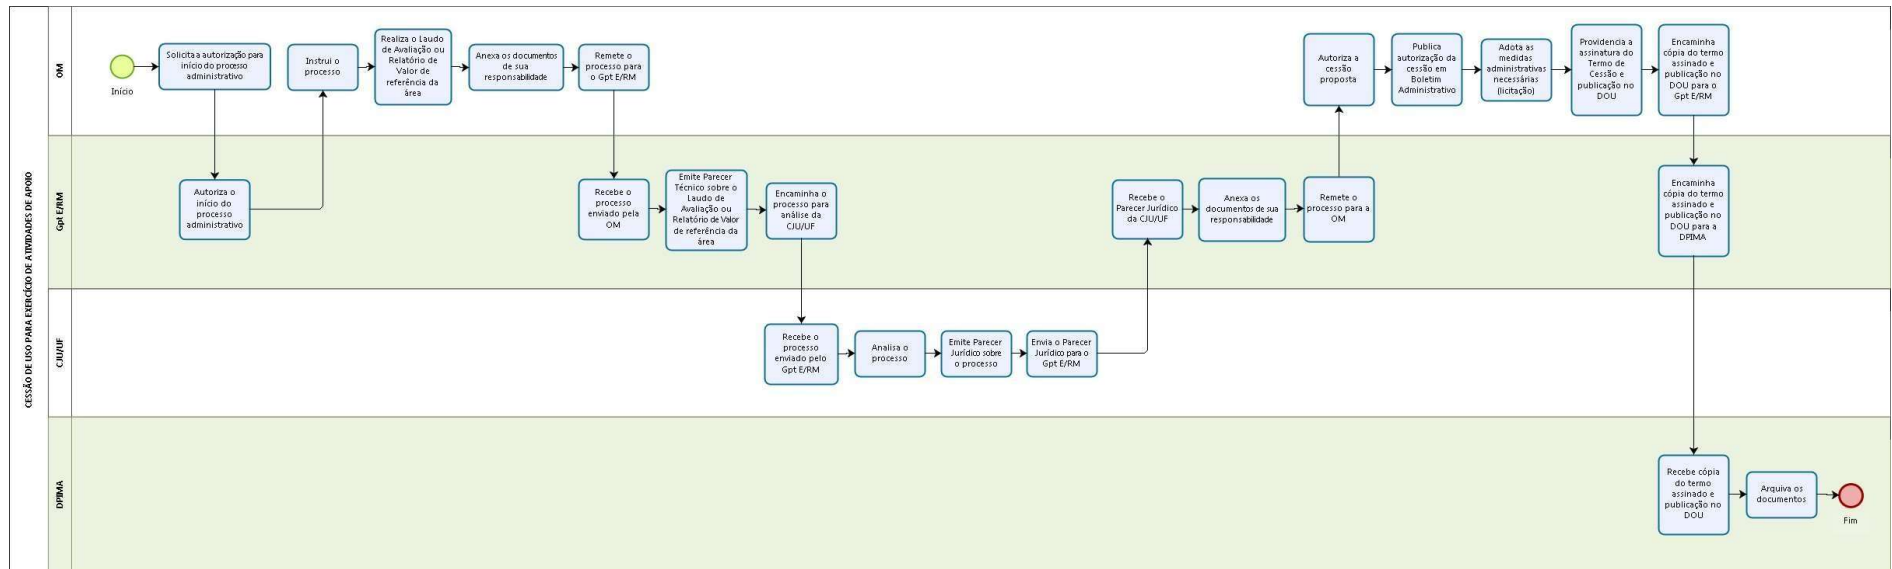 CESSÃO DE USO PARA EXERCÍCIO DE ATIVIDADES DE APOIO
OM
Início
Solicita a autorização para
início do processo
administrativo
Instrui o
processo
Realiza o Laudo
de Avaliação ou
Relatório de
Valor de
referência da
área
Anexa os documentos
de sua
responsabilidade
Remete o
processo para
o Gpt E/RM
Autoriza a
cessão
proposta
Publica
autorização da
cessão em
Boletim
Administrativo
Adota as
medidas
administrativas
necessárias
(licitação)
Providencia a
assinatura do
Termo de
Cessão e
publicação no
DOU
Encaminha
cópia do termo
assinado e
publicação no
DOU para o
Gpt E/RM
Gpt E/RM
Autoriza o
início do
processo
administrativo
Recebe o
processo
enviado pela
OM
Emite Parecer
Técnico sobre o
Laudo de
Avaliação ou
Relatório de Valor
de referência da
área
Encaminha o
processo para
análise da
CJU/UF
Recebe o
Parecer Jurídico
da CJU/UF
Anexa os
documentos de sua
responsabilidade
Remete o
processo para a
OM
Encaminha
cópia do termo
assinado e
publicação no
DOU para a
DPIMA
CJU/UF
Recebe o
processo
enviado pelo
Gpt E/RM
Analisa o
processo
Emite Parecer
Jurídico sobre
o processo
Envia o Parecer
Jurídico para o
Gpt E/RM
DPIMA
Recebe cópia
do termo
assinado e
publicação no
DOU
Arquiva os
documentos
Fim